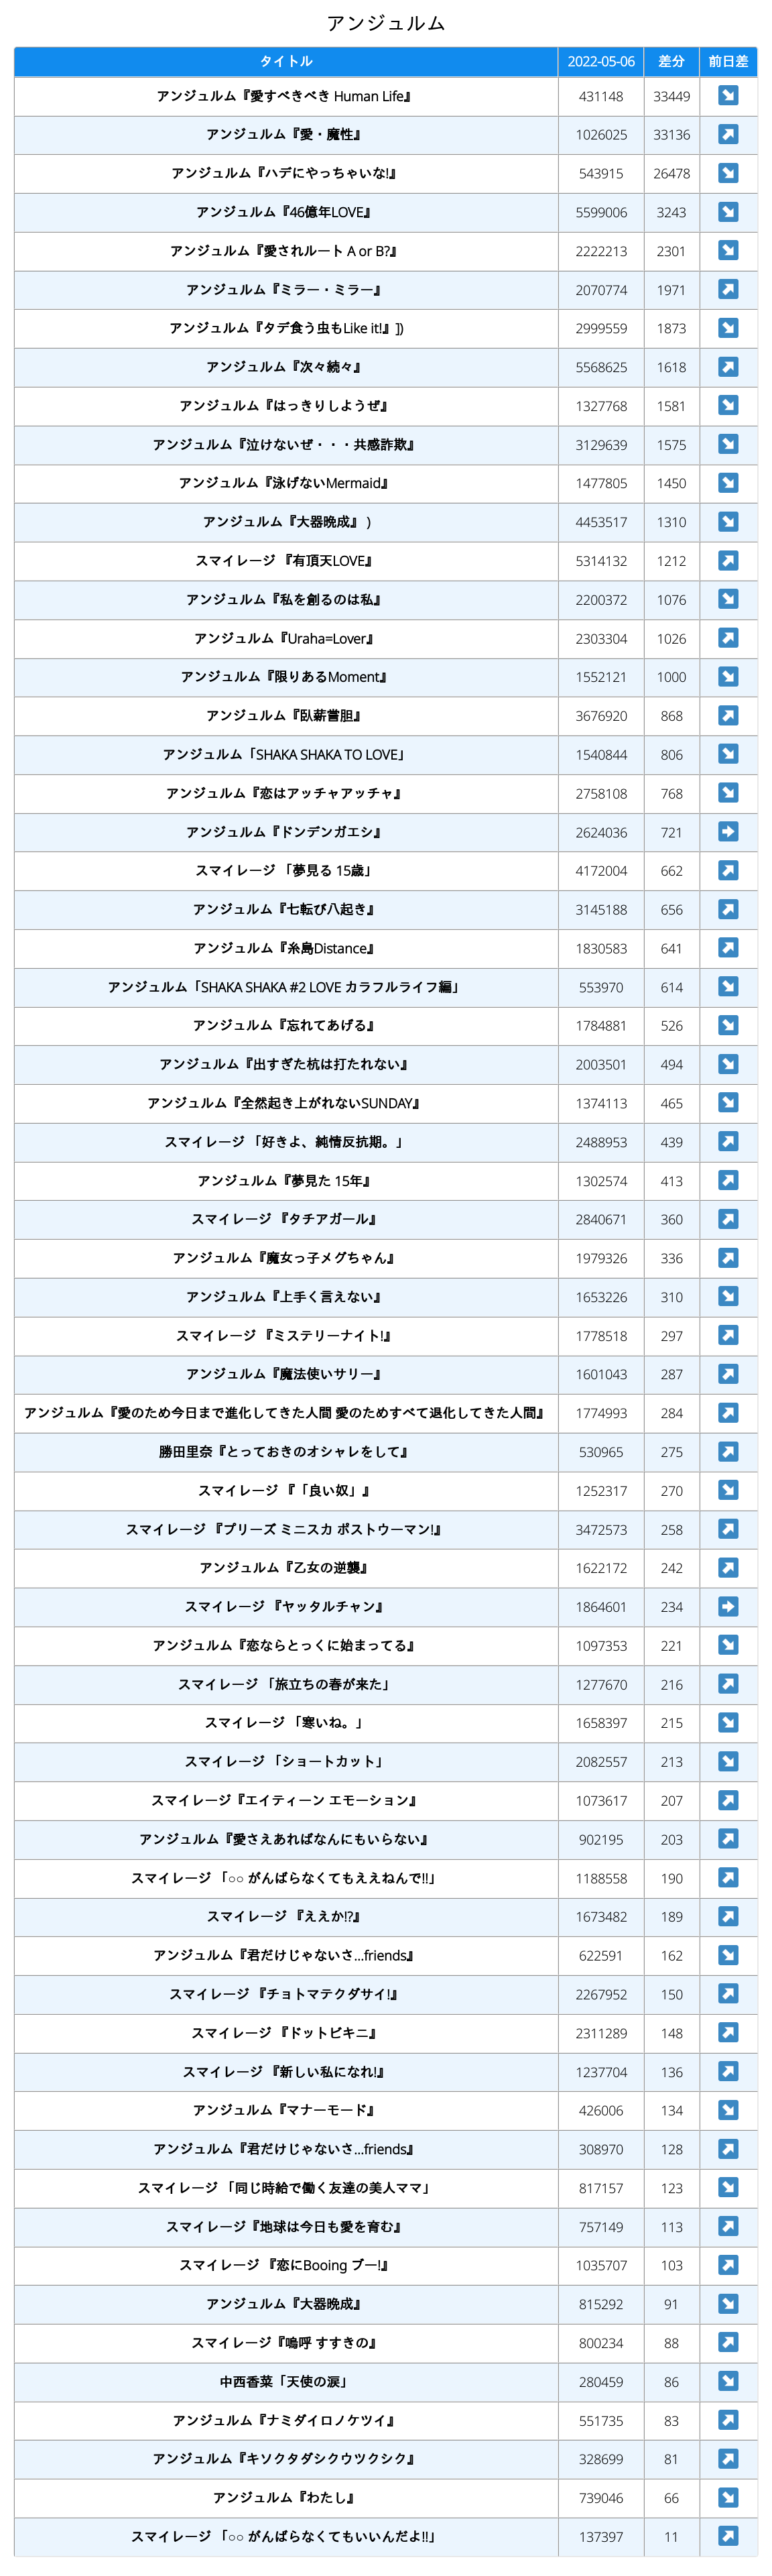 アンジュルム
タイトル 2022-05-06 差分 前日差
アンジュルム『愛すべきべき Human Life』 431148 33449 ↘
アンジュルム『愛・魔性』 1026025 33136 ↗
アンジュルム『ハデにやっちゃいな!』 543915 26478 ↘
アンジュルム『46億年LOVE』 5599006 3243 ↘
アンジュルム『愛されルート A or B?』 2222213 2301 ↘
アンジュルム『ミラー・ミラー』 2070774 1971 ↗
アンジュルム『タデ食う虫もLike it!』]) 2999559 1873 ↘
アンジュルム『次々続々』 5568625 1618 ↗
アンジュルム『はっきりしようぜ』 1327768 1581 ↘
アンジュルム『泣けないぜ・・・共感詐欺』 3129639 1575 ↘
アンジュルム『泳げないMermaid』 1477805 1450 ↘
アンジュルム『大器晩成』 ) 4453517 1310 ↘
スマイレージ 『有頂天LOVE』 5314132 1212 ↗
アンジュルム『私を創るのは私』 2200372 1076 ↘
アンジュルム『Uraha=Lover』 2303304 1026 ↗
アンジュルム『限りあるMoment』 1552121 1000 ↘
アンジュルム『臥薪嘗胆』 3676920 868 ↗
アンジュルム「SHAKA SHAKA TO LOVE」 1540844 806 ↘
アンジュルム『恋はアッチャアッチャ』 2758108 768 ↘
アンジュルム『ドンデンガエシ』 2624036 721 →
スマイレージ 「夢見る 15歳」 4172004 662 ↗
アンジュルム『七転び八起き』 3145188 656 ↗
アンジュルム『糸島Distance』 1830583 641 ↗
アンジュルム「SHAKA SHAKA #2 LOVE カラフルライフ編」 553970 614 ↘
アンジュルム『忘れてあげる』 1784881 526 ↘
アンジュルム『出すぎた杭は打たれない』 2003501 494 ↘
アンジュルム『全然起き上がれないSUNDAY』 1374113 465 ↘
スマイレージ 「好きよ、純情反抗期。」 2488953 439 ↗
アンジュルム『夢見た 15年』 1302574 413 ↗
スマイレージ 『タチアガール』 2840671 360 ↗
アンジュルム『魔女っ子メグちゃん』 1979326 336 ↗
アンジュルム『上手く言えない』 1653226 310 ↘
スマイレージ 『ミステリーナイト!』 1778518 297 ↗
アンジュルム『魔法使いサリー』 1601043 287 ↗
アンジュルム『愛のため今日まで進化してきた人間 愛のためすべて退化してきた人間』 1774993 284 ↗
勝田里奈『とっておきのオシャレをして』 530965 275 ↗
スマイレージ 『「良い奴」』 1252317 270 ↘
スマイレージ 『プリーズ ミニスカ ポストウーマン!』 3472573 258 ↗
アンジュルム『乙女の逆襲』 1622172 242 ↗
スマイレージ 『ヤッタルチャン』 1864601 234 →
アンジュルム『恋ならとっくに始まってる』 1097353 221 ↘
スマイレージ 「旅立ちの春が来た」 1277670 216 ↗
スマイレージ 「寒いね。」 1658397 215 ↘
スマイレージ 「ショートカット」 2082557 213 ↘
スマイレージ『エイティーン エモーション』 1073617 207 ↗
アンジュルム『愛さえあればなんにもいらない』 902195 203 ↗
スマイレージ 「○○ がんばらなくてもええねんで!!」 1188558 190 ↗
スマイレージ 『ええか!?』 1673482 189 ↗
アンジュルム『君だけじゃないさ...friends』 622591 162 ↘
スマイレージ 『チョトマテクダサイ!』 2267952 150 ↗
スマイレージ 『ドットビキニ』 2311289 148 ↗
スマイレージ 『新しい私になれ!』 1237704 136 ↗
アンジュルム『マナーモード』 426006 134 ↘
アンジュルム『君だけじゃないさ...friends』 308970 128 ↗
スマイレージ 「同じ時給で働く友達の美人ママ」 817157 123 ↘
スマイレージ『地球は今日も愛を育む』 757149 113 ↗
スマイレージ 『恋にBooing ブー!』 1035707 103 ↗
アンジュルム『大器晩成』 815292 91 ↘
スマイレージ『嗚呼 すすきの』 800234 88 ↗
中西香菜「天使の涙」 280459 86 ↘
アンジュルム『ナミダイロノケツイ』 551735 83 ↗
アンジュルム『キソクタダシクウツクシク』 328699 81 ↗
アンジュルム『わたし』 739046 66 ↘
スマイレージ 「○○ がんばらなくてもいいんだよ!!」 137397 11 ↗